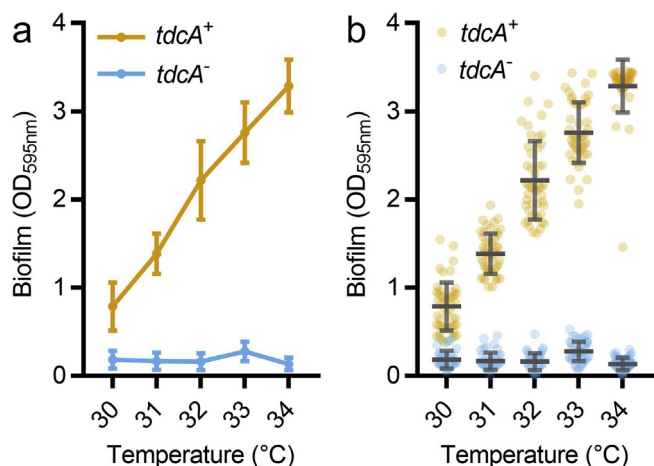 a
tdcA+
tdcA-
Biofilm (OD595nm)
4
3
2
1
0
30
31
32
33
34
Temperature (°C)
b
tdcA+
tdcA-
Biofilm (OD595nm)
4
3
2
1
0
30
31
32
33
34
Temperature (°C)